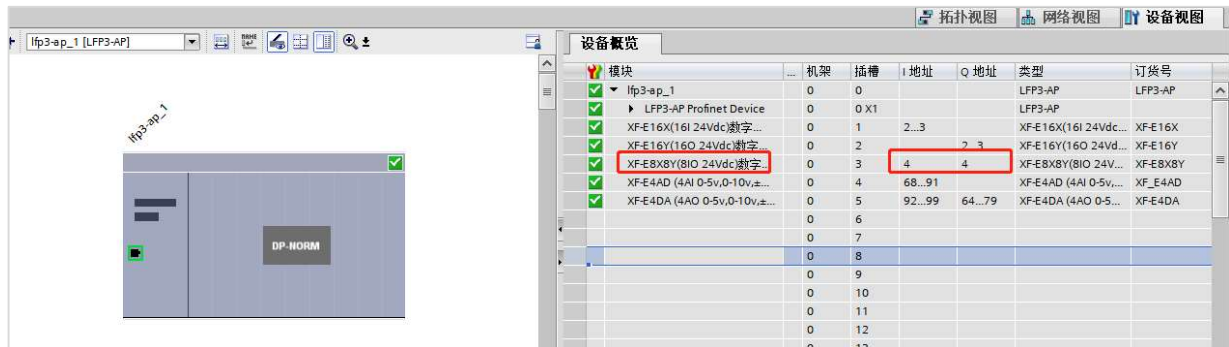 拓扑视图 网络视图 设备视图
lfp3-ap_1 [LFP3-AP]
设备概览
模块 ... 机架 插槽 I 地址 Q 地址 类型 订货号
lfp3-ap_1 0 0 LFP3-AP LFP3-AP
LFP3-AP Profinet Device 0 0 X1 LFP3-AP
XF-E16X(16I 24Vdc)数字... 0 1 2...3 XF-E16X(16I 24Vdc... XF-E16X
XF-E16Y(16O 24Vdc)数字... 0 2 2...3 XF-E16Y(16O 24Vd... XF-E16Y
XF-E8X8Y(8IO 24Vdc)数字... 0 3 4 4 XF-E8X8Y(8IO 24V... XF-E8X8Y
XF-E4AD (4AI 0-5v,0-10v,±... 0 4 68...91 XF-E4AD (4AI 0-5v,... XF_E4AD
XF-E4DA (4AO 0-5v,0-10v,±... 0 5 92...99 64...79 XF-E4DA (4AO 0-5... XF-E4DA
0 6
0 7
0 8
0 9
0 10
0 11
0 12
lfp3-ap_1
DP-NORM